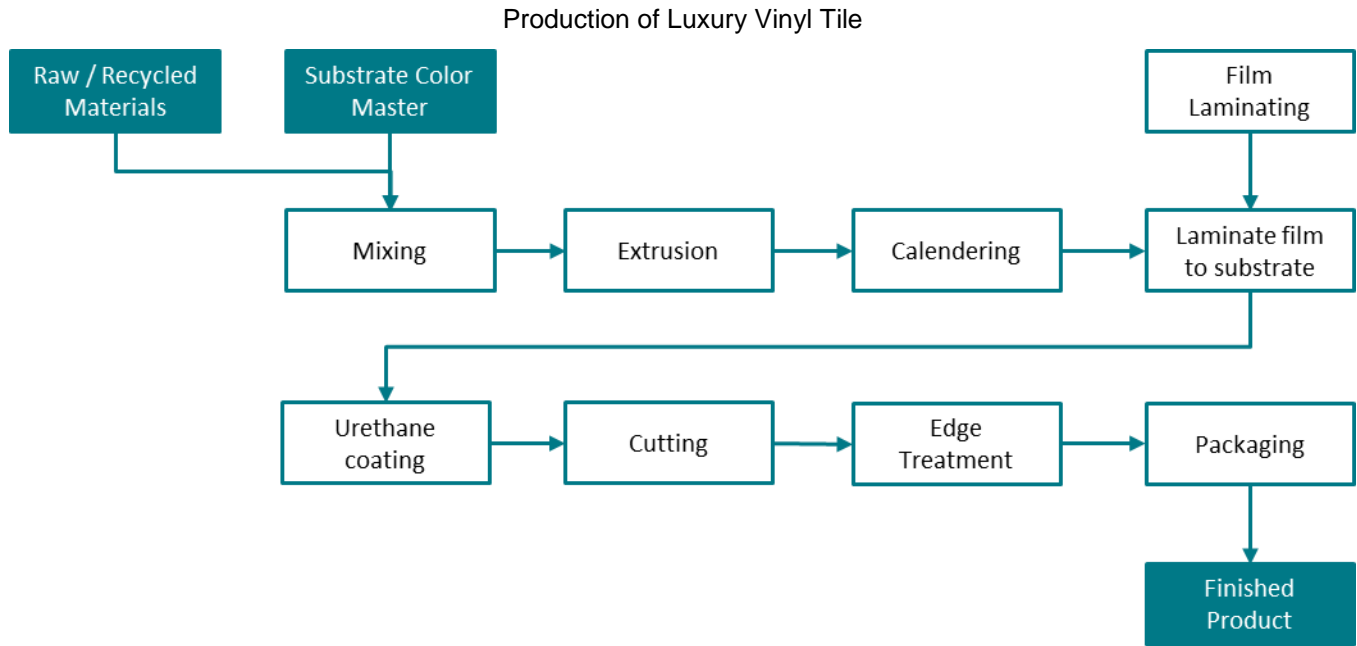 Production of Luxury Vinyl Tile
Raw / Recycled
Materials
Substrate Color
Master
Film
Laminating
Mixing
Extrusion
Calendering
Laminate film
to substrate
Urethane
coating
Cutting
Edge
Treatment
Packaging
Finished
Product